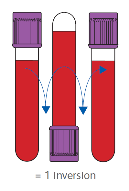 = 1 inversion